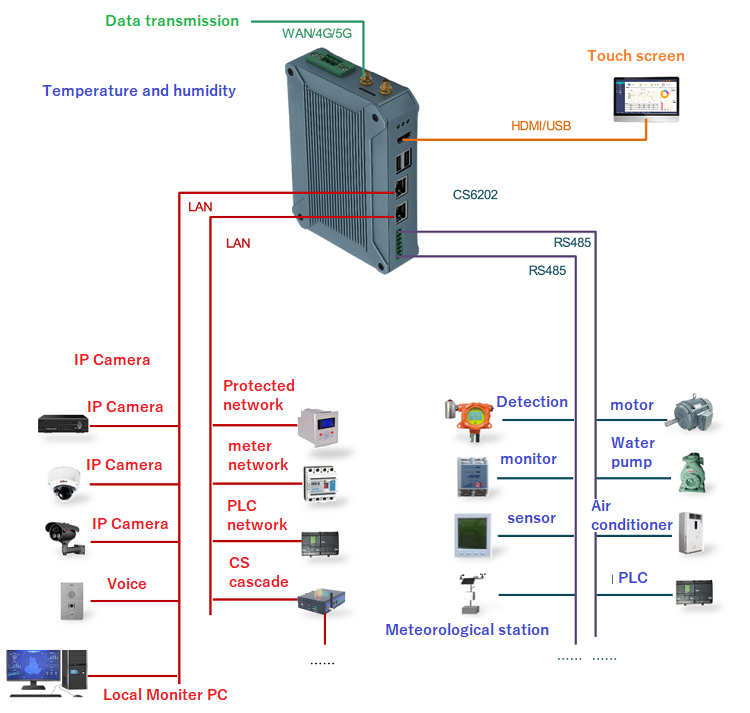 Data transmission
WAN/4G/5G
Touch screen
Temperature and humidity
HDMI/USB
CS6202
LAN
LAN
RS485
RS485
IP Camera
IP Camera
IP Camera
IP Camera
Voice
Local Moniter PC
Protected
network
meter
network
PLC
network
CS
cascade
......
Detection
monitor
sensor
Meteorological station
motor
Water
pump
Air
conditioner
PLC
......
......